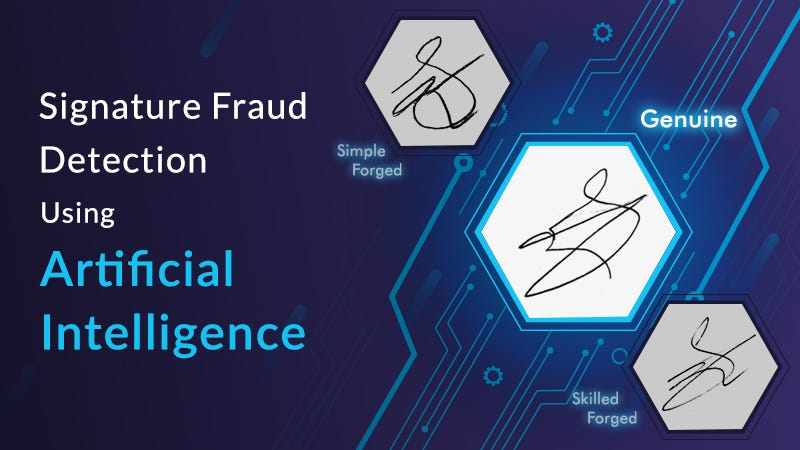 Signature Fraud
Detection
Using
Artificial
Intelligence
Simple
Forged
Genuine
Skilled
Forged